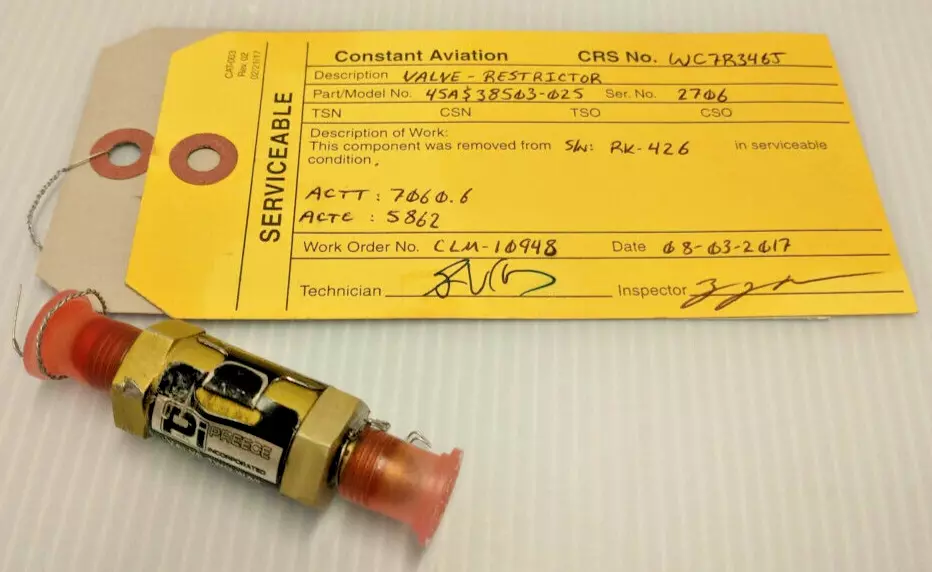 CAT-003
Rev. 02
02/23/17
SERVICEABLE
Constant Aviation CRS No. WC7R346J
Description VALVE - RESTRICTOR
Part/Model No. 45A$38503-025 Ser. No. 2706
TSN CSN TSO CSO
Description of Work:
This component was removed from S/N: RK-426 in serviceable
condition.
ACTT : 7060.6
ACTC : 5862
Work Order No. CLM-10948 Date 08-03-2017
Technician Inspector
PREECE
INCORPORATED